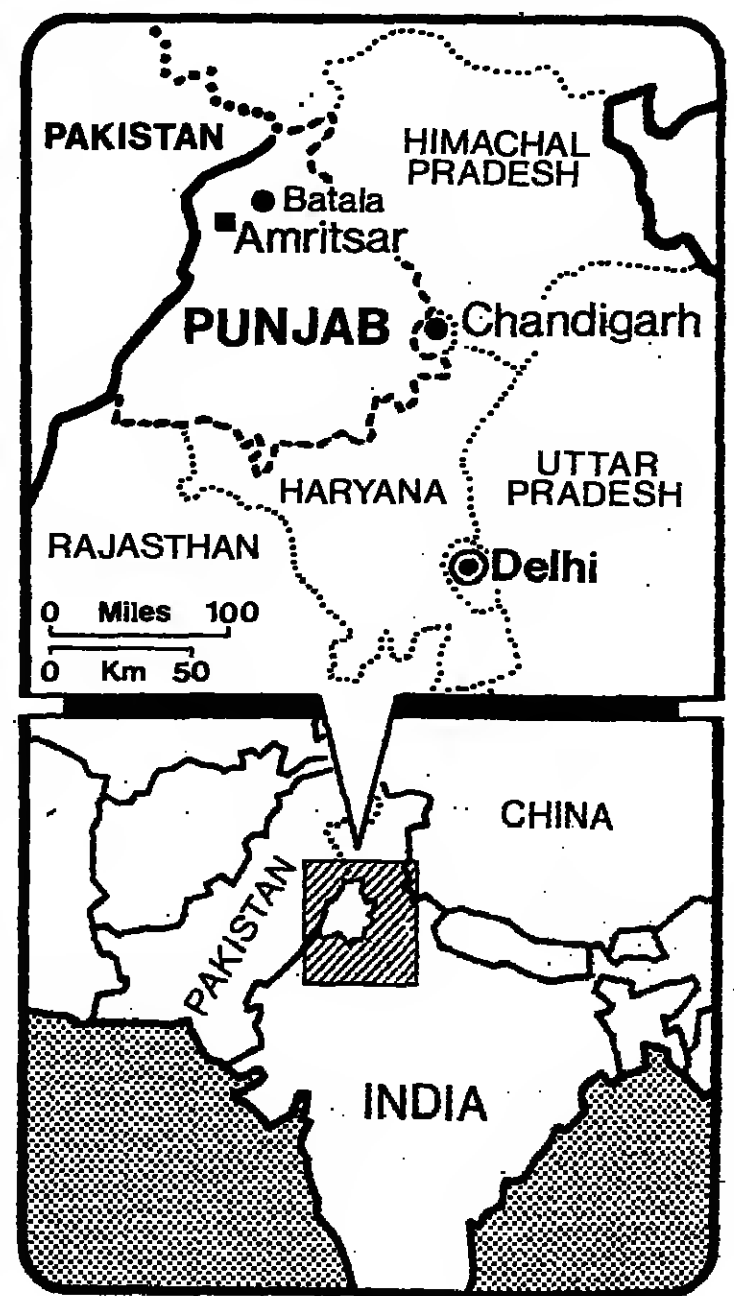 PAKISTAN
HIMACHAL
PRADESH
Batala
Amritsar
PUNJAB
Chandigarh
HARYANA
UTTAR
PRADESH
RAJASTHAN
Delhi
0 Miles 100
0 Km 50
CHINA
PAKISTAN
INDIA